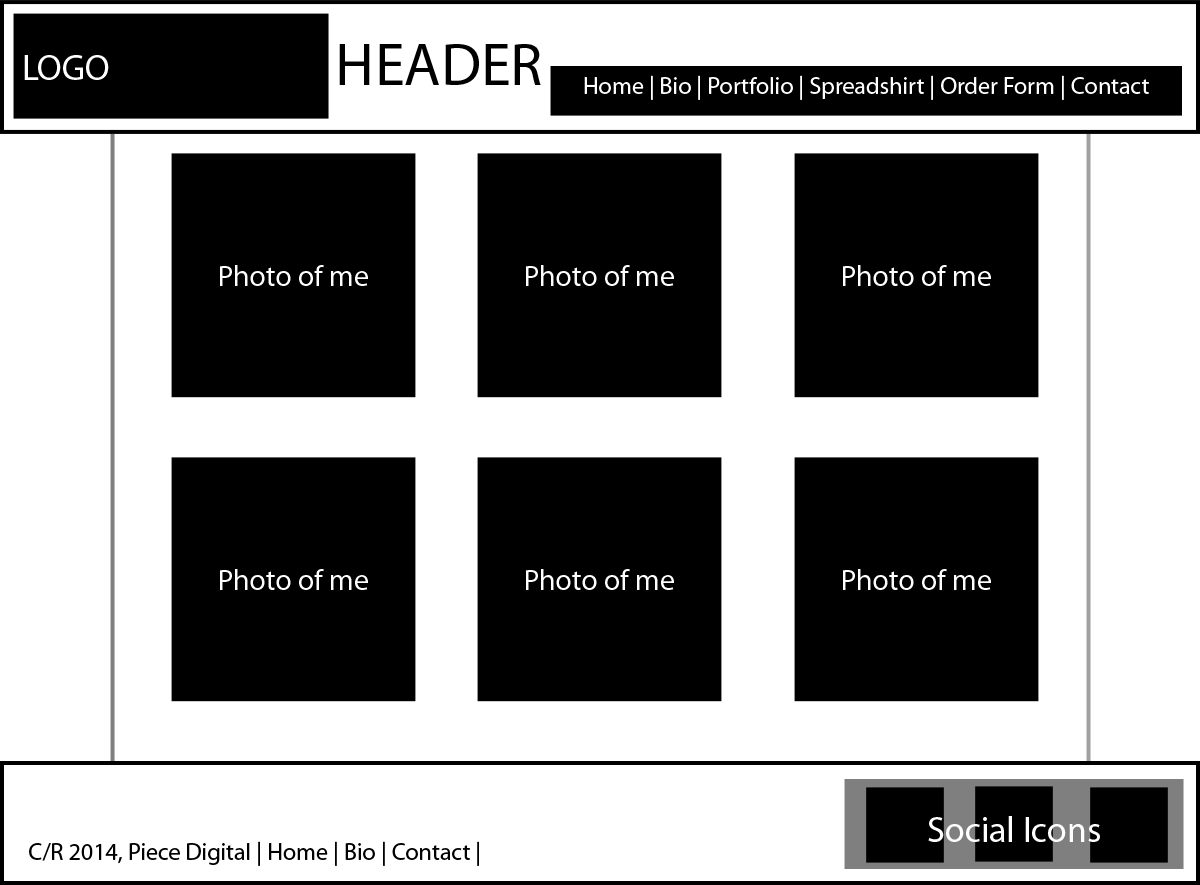 LOGO
HEADER
Home | Bio | Portfolio | Spreadshirt | Order Form | Contact
Photo of me
Photo of me
Photo of me
Photo of me
Photo of me
Photo of me
Social Icons
C/R 2014, Piece Digital | Home | Bio | Contact |